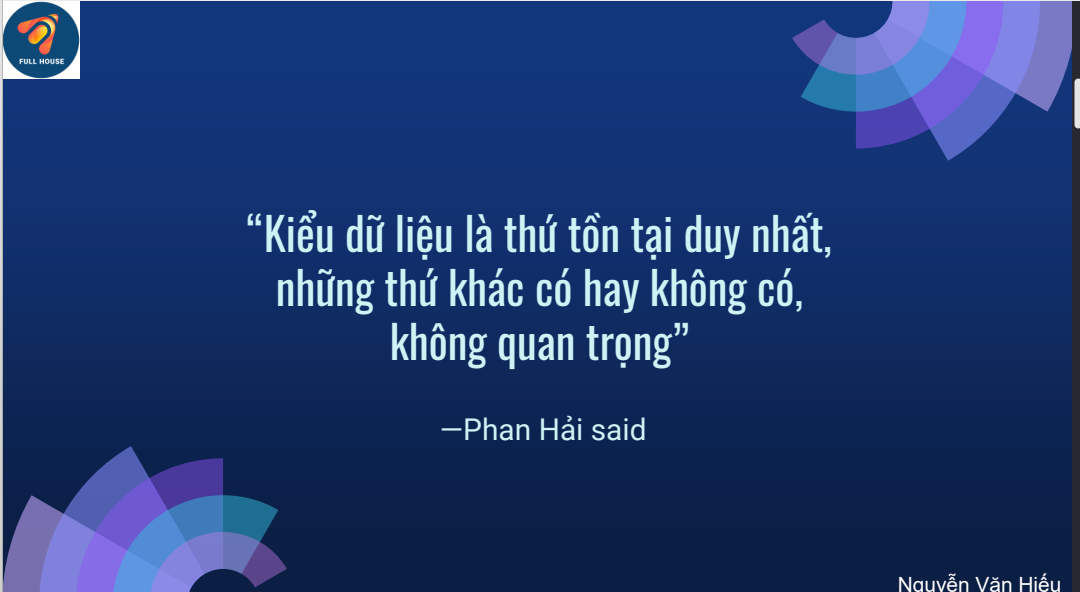 FULL HOUSE
“Kiểu dữ liệu là thứ tồn tại duy nhất,
những thứ khác có hay không có,
không quan trọng”
—Phan Hải said
Nguyễn Văn Hiếu